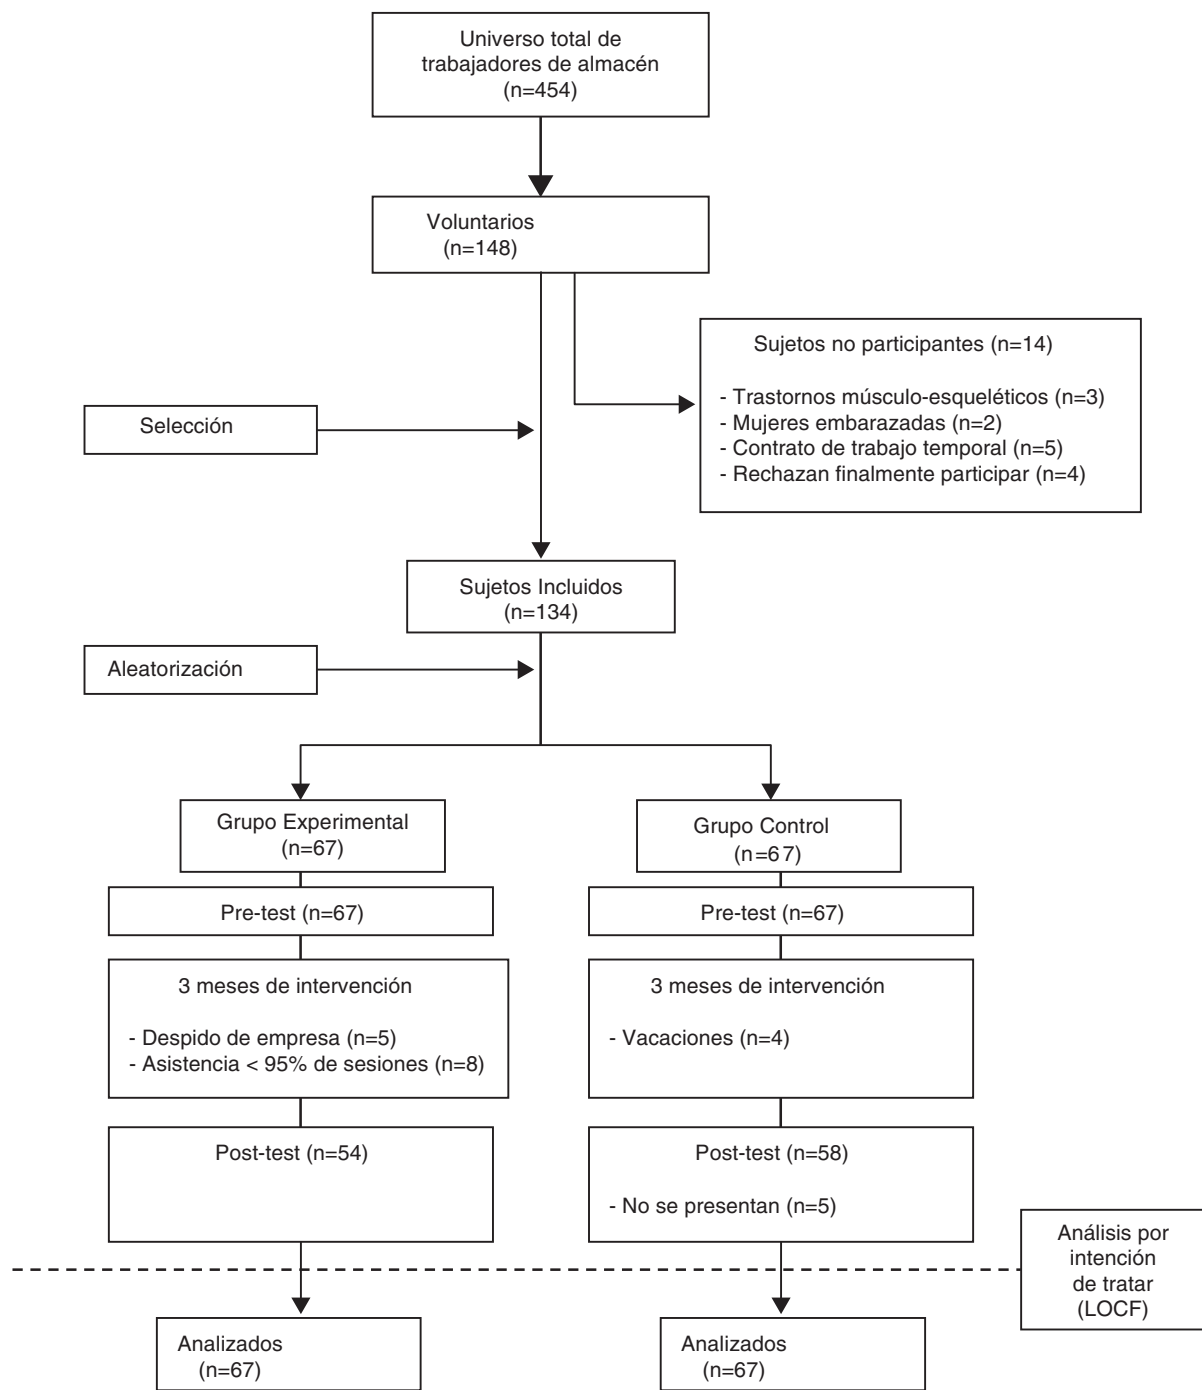 Universo total de
trabajadores de almacén
(n=454)
Voluntarios
(n=148)
Sujetos no participantes (n=14)
- Trastornos músculo-esqueléticos (n=3)
- Mujeres embarazadas (n=2)
- Contrato de trabajo temporal (n=5)
- Rechazan finalmente participar (n=4)
Selección
Sujetos Incluidos
(n=134)
Aleatorización
Grupo Experimental
(n=67)
Grupo Control
(n=67)
Pre-test (n=67)
Pre-test (n=67)
3 meses de intervención
- Despido de empresa (n=5)
- Asistencia < 95% de sesiones (n=8)
3 meses de intervención
- Vacaciones (n=4)
Post-test (n=54)
Post-test (n=58)
- No se presentan (n=5)
Análisis por
intención
de tratar
(LOCF)
Analizados
(n=67)
Analizados
(n=67)